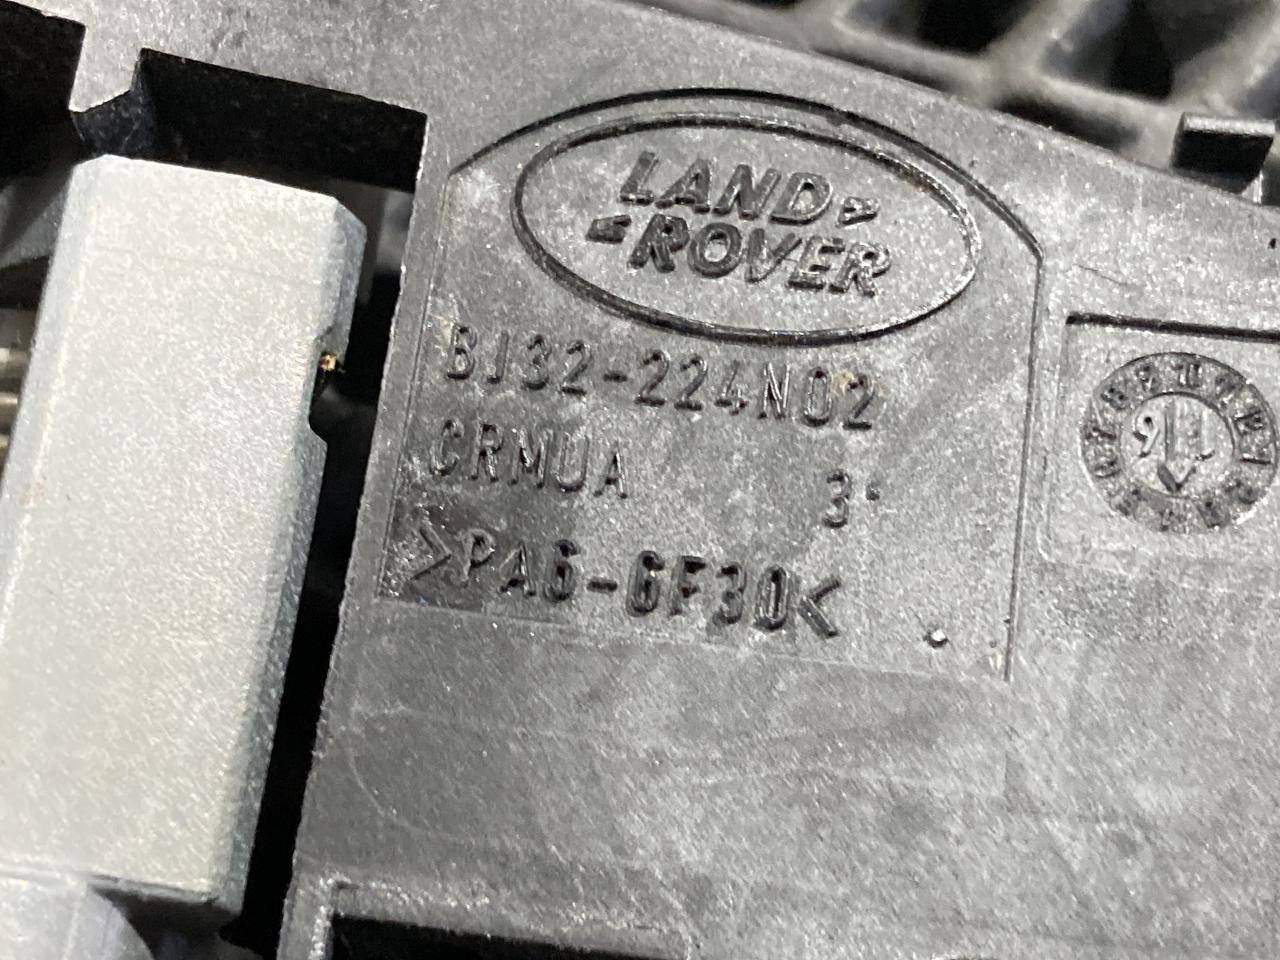 LAND
ROVER
BJ32-224N02
CRMUA 3
>PA6-GF30<